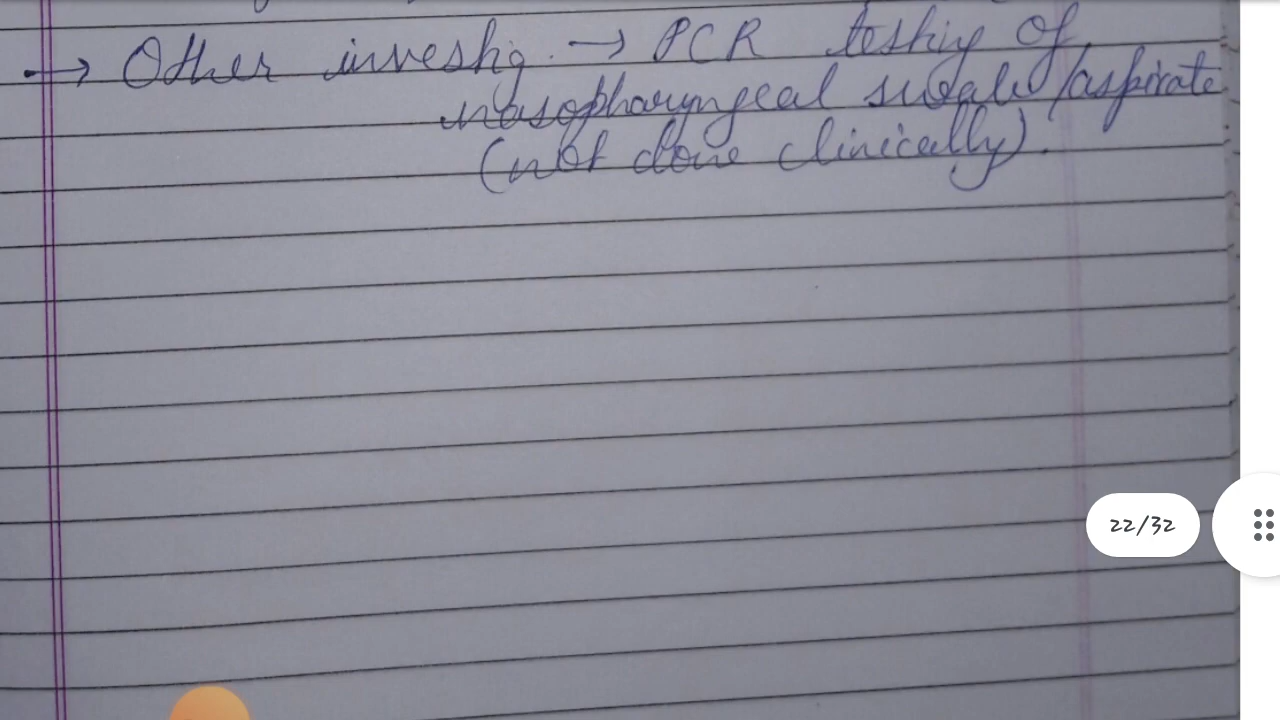 → Other investig. → PCR testing of
nasopharyngeal swab/aspirate
(not done clinically).
22/32